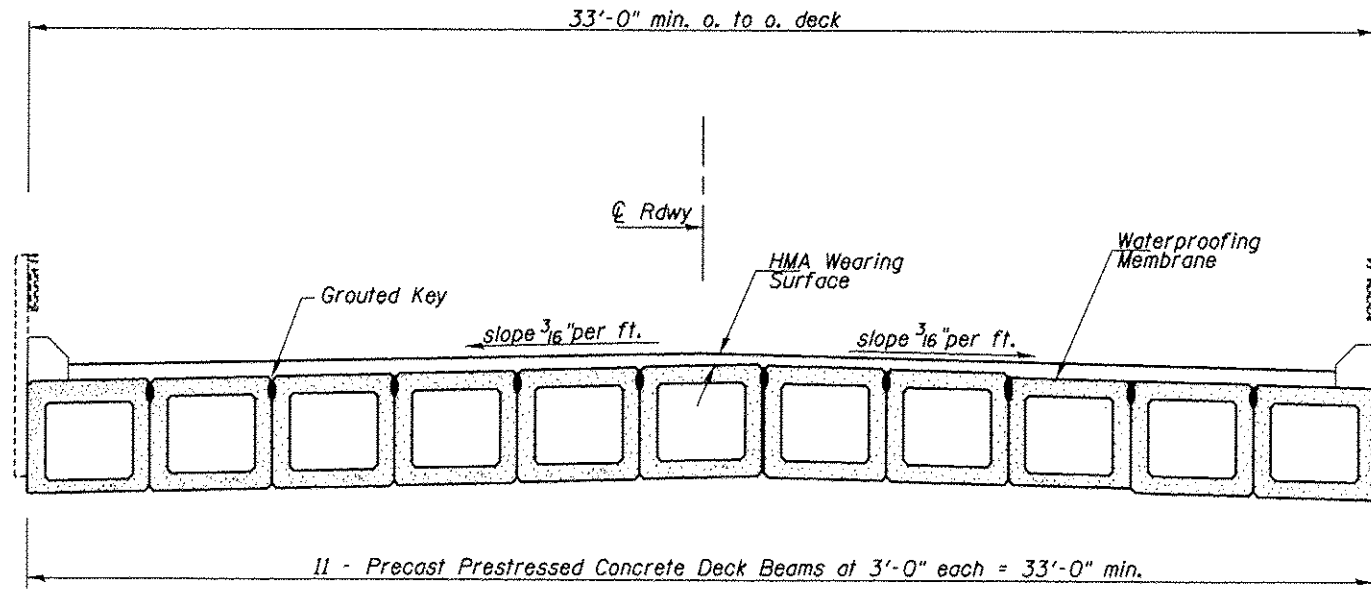 33'-0" min. o. to o. deck
℄ Rdwy
HMA Wearing
Surface
Waterproofing
Membrane
Grouted Key
slope 3/16" per ft.
slope 3/16" per ft.
11 - Precast Prestressed Concrete Deck Beams at 3'-0" each = 33'-0" min.